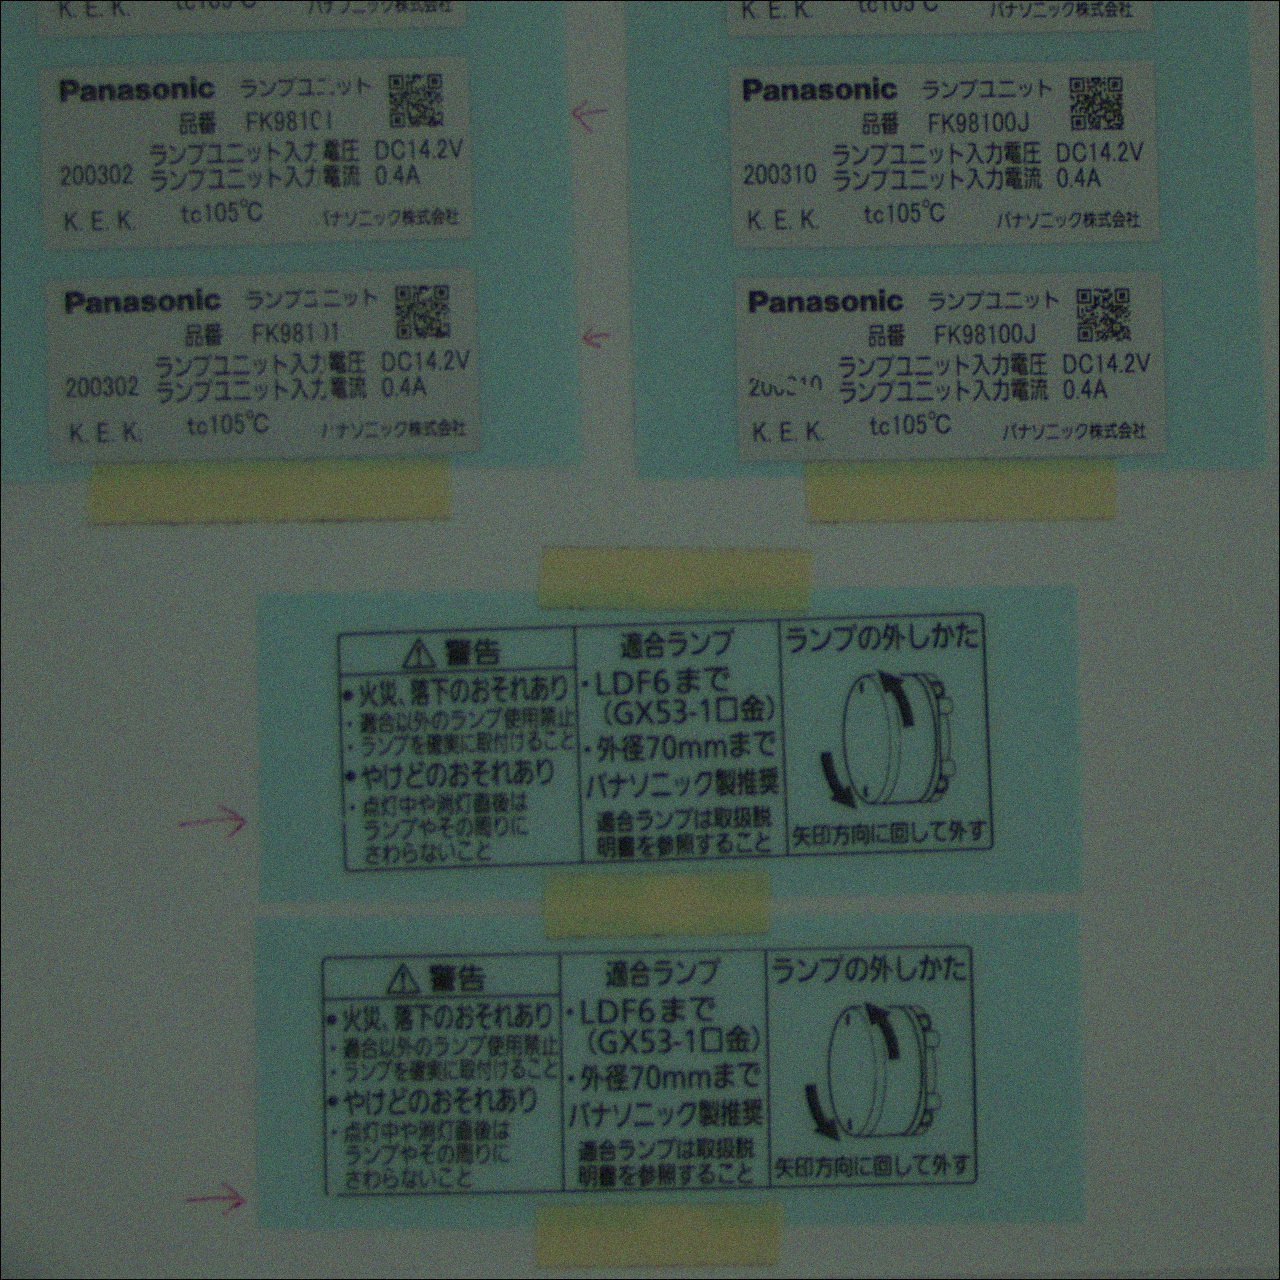 K. E. K. tc105℃ パナソニック株式会社
Panasonic ランプユニット
品番
ランプユニット入力電圧 DC14.2V
200302 ランプユニット入力電流 0.4A
K. E. K. tc105℃ パナソニック株式会社
Panasonic ランプユニット
品番
ランプユニット入力電圧 DC14.2V
200302 ランプユニット入力電流 0.4A
K. E. K. tc105℃ パナソニック株式会社
K. E. K. tc105℃ パナソニック株式会社
Panasonic ランプユニット
品番 FK98100J
ランプユニット入力電圧 DC14.2V
200310 ランプユニット入力電流 0.4A
K. E. K. tc105℃ パナソニック株式会社
Panasonic ランプユニット
品番 FK98100J
ランプユニット入力電圧 DC14.2V
ランプユニット入力電流 0.4A
K. E. K. tc105℃ パナソニック株式会社
⚠ 警告
●火災、落下のおそれあり
・適合以外のランプ使用禁止
・ランプを確実に取付けること
●やけどのおそれあり
・点灯中や消灯直後は
ランプやその周りに
さわらないこと
適合ランプ
・LDF6まで
(GX53-1口金)
・外径70mmまで
パナソニック製推奨
適合ランプは取扱説
明書を参照すること
ランプの外しかた
矢印方向に回して外す
⚠ 警告
●火災、落下のおそれあり
・適合以外のランプ使用禁止
・ランプを確実に取付けること
●やけどのおそれあり
・点灯中や消灯直後は
ランプやその周りに
さわらないこと
適合ランプ
・LDF6まで
(GX53-1口金)
・外径70mmまで
パナソニック製推奨
適合ランプは取扱説
明書を参照すること
ランプの外しかた
矢印方向に回して外す